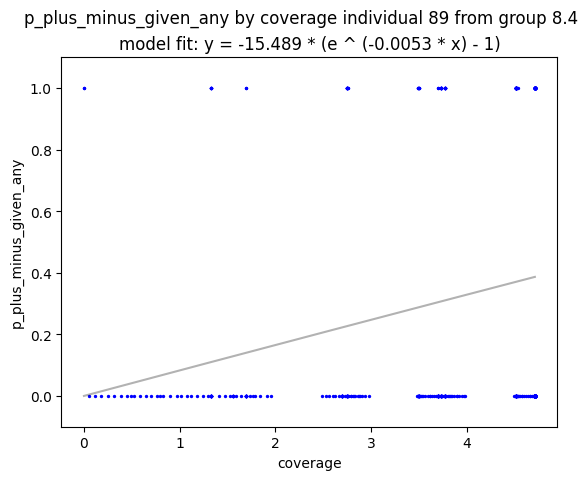 p_plus_minus_given_any by coverage individual 89 from group 8.4
model fit: y = -15.489 * (e ^ (-0.0053 * x) - 1)
1.0
0.8
0.6
0.4
0.2
0.0
p_plus_minus_given_any
0
1
2
3
4
coverage